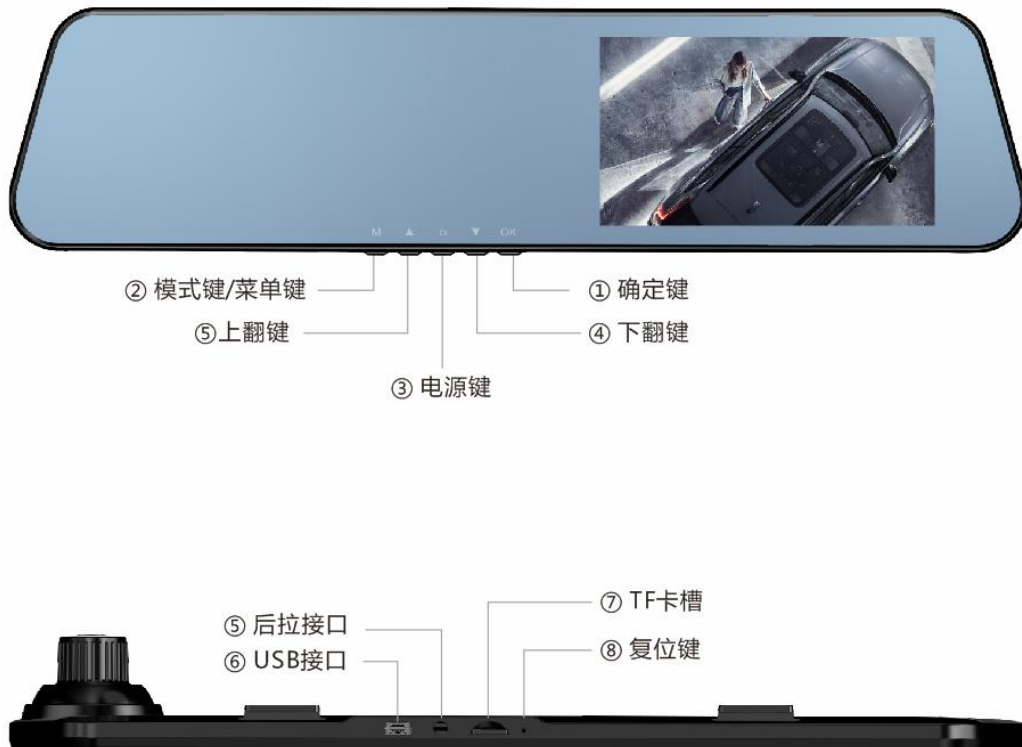 M ▲ ⌂ ▼ OK
② 模式键/菜单键
① 确定键
⑤上翻键
④ 下翻键
③ 电源键
⑦ TF卡槽
⑤ 后拉接口
⑧ 复位键
⑥ USB接口